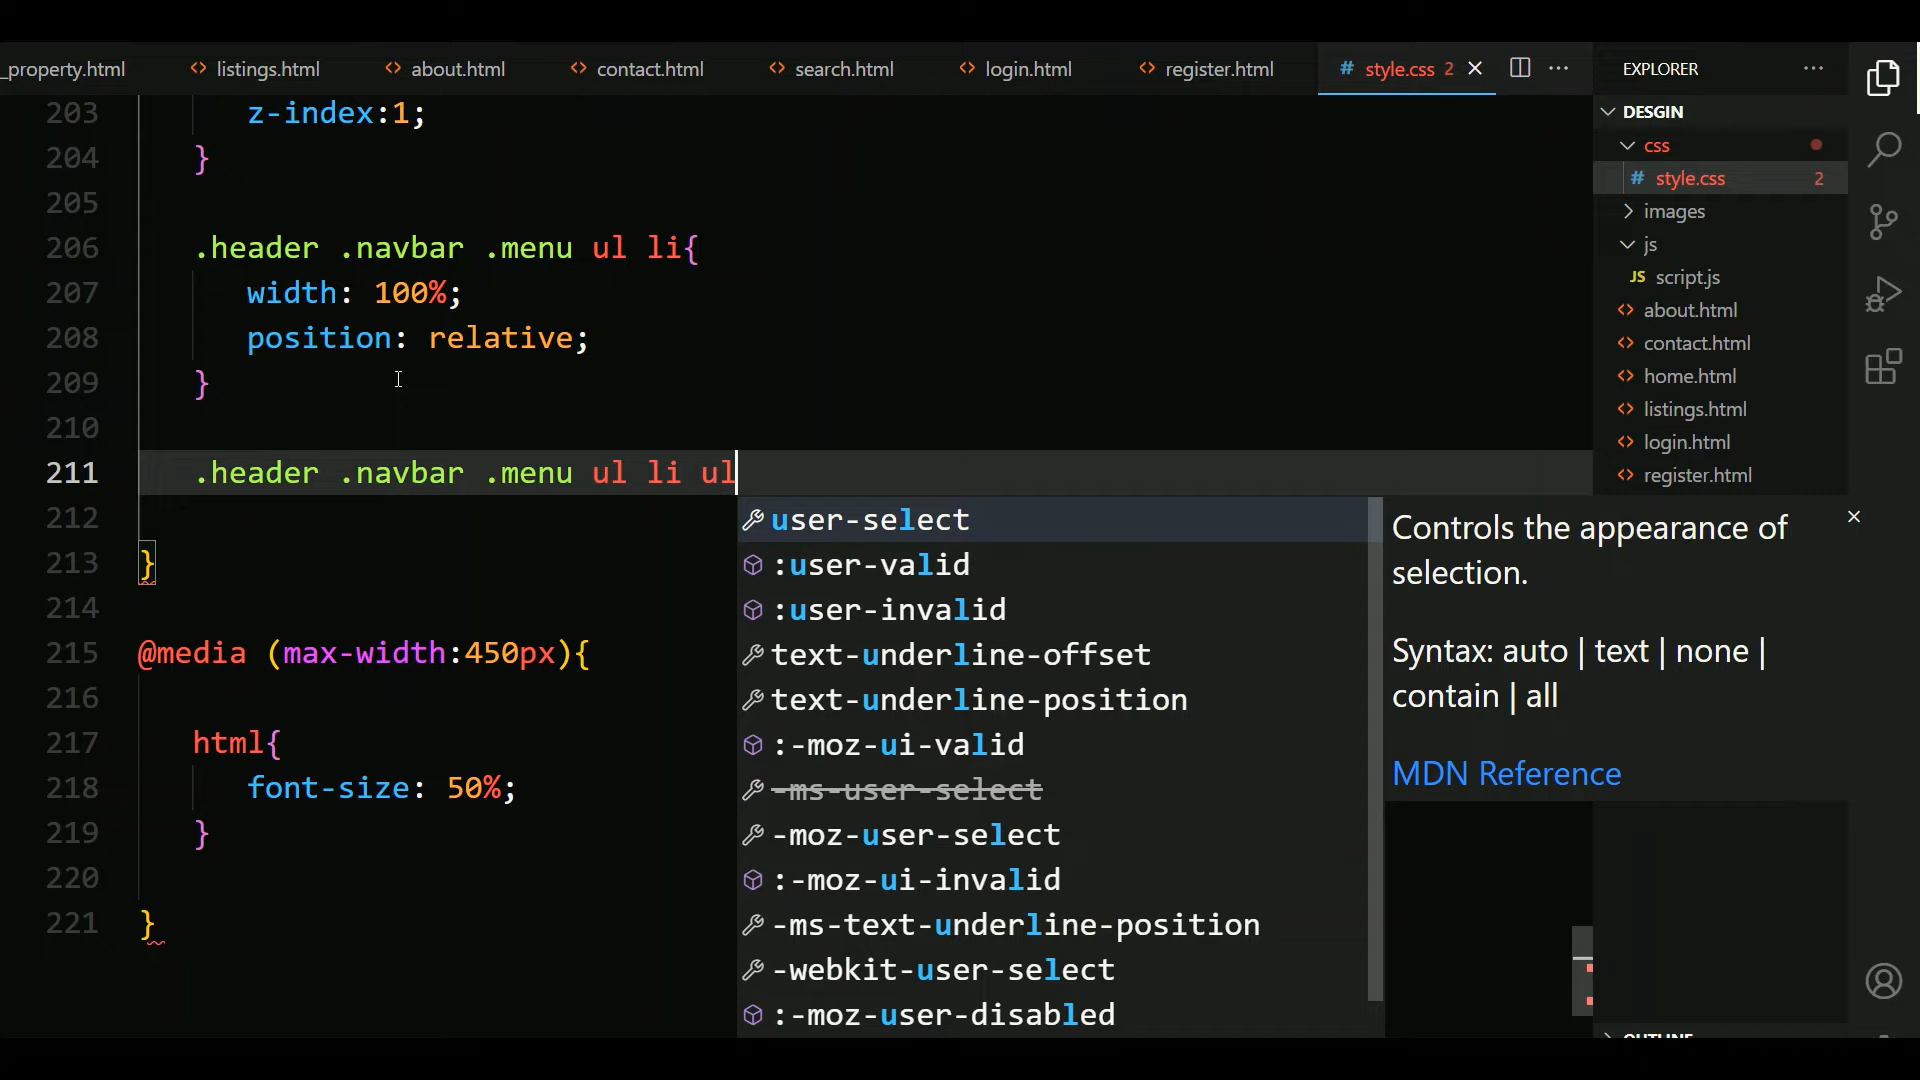 _property.html listings.html about.html contact.html search.html login.html register.html # style.css 2
203 z-index:1;
204 }
205
206 .header .navbar .menu ul li{
207 width: 100%;
208 position: relative;
209 }
210
211 .header .navbar .menu ul li ul
212
213 }
214
215 @media (max-width:450px){
216
217 html{
218 font-size: 50%;
219 }
220
221 }
user-select
:user-valid
:user-invalid
text-underline-offset
text-underline-position
:-moz-ui-valid
-ms-user-select
-moz-user-select
:-moz-ui-invalid
-ms-text-underline-position
-webkit-user-select
:-moz-user-disabled
Controls the appearance of
selection.
Syntax: auto | text | none |
contain | all
MDN Reference
EXPLORER
DESGIN
css
# style.css 2
images
js
JS script.js
about.html
contact.html
home.html
listings.html
login.html
register.html
OUTLINE